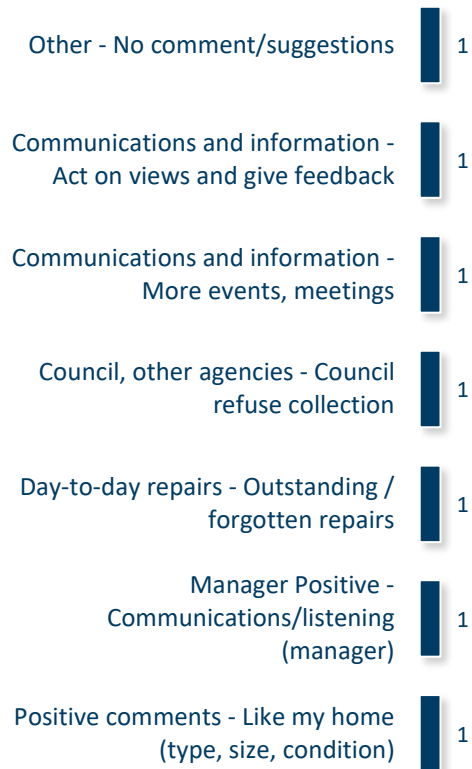 Other - No comment/suggestions 1
Communications and information -
Act on views and give feedback 1
Communications and information -
More events, meetings 1
Council, other agencies - Council
refuse collection 1
Day-to-day repairs - Outstanding /
forgotten repairs 1
Manager Positive -
Communications/listening 1
(manager)
Positive comments - Like my home
(type, size, condition) 1